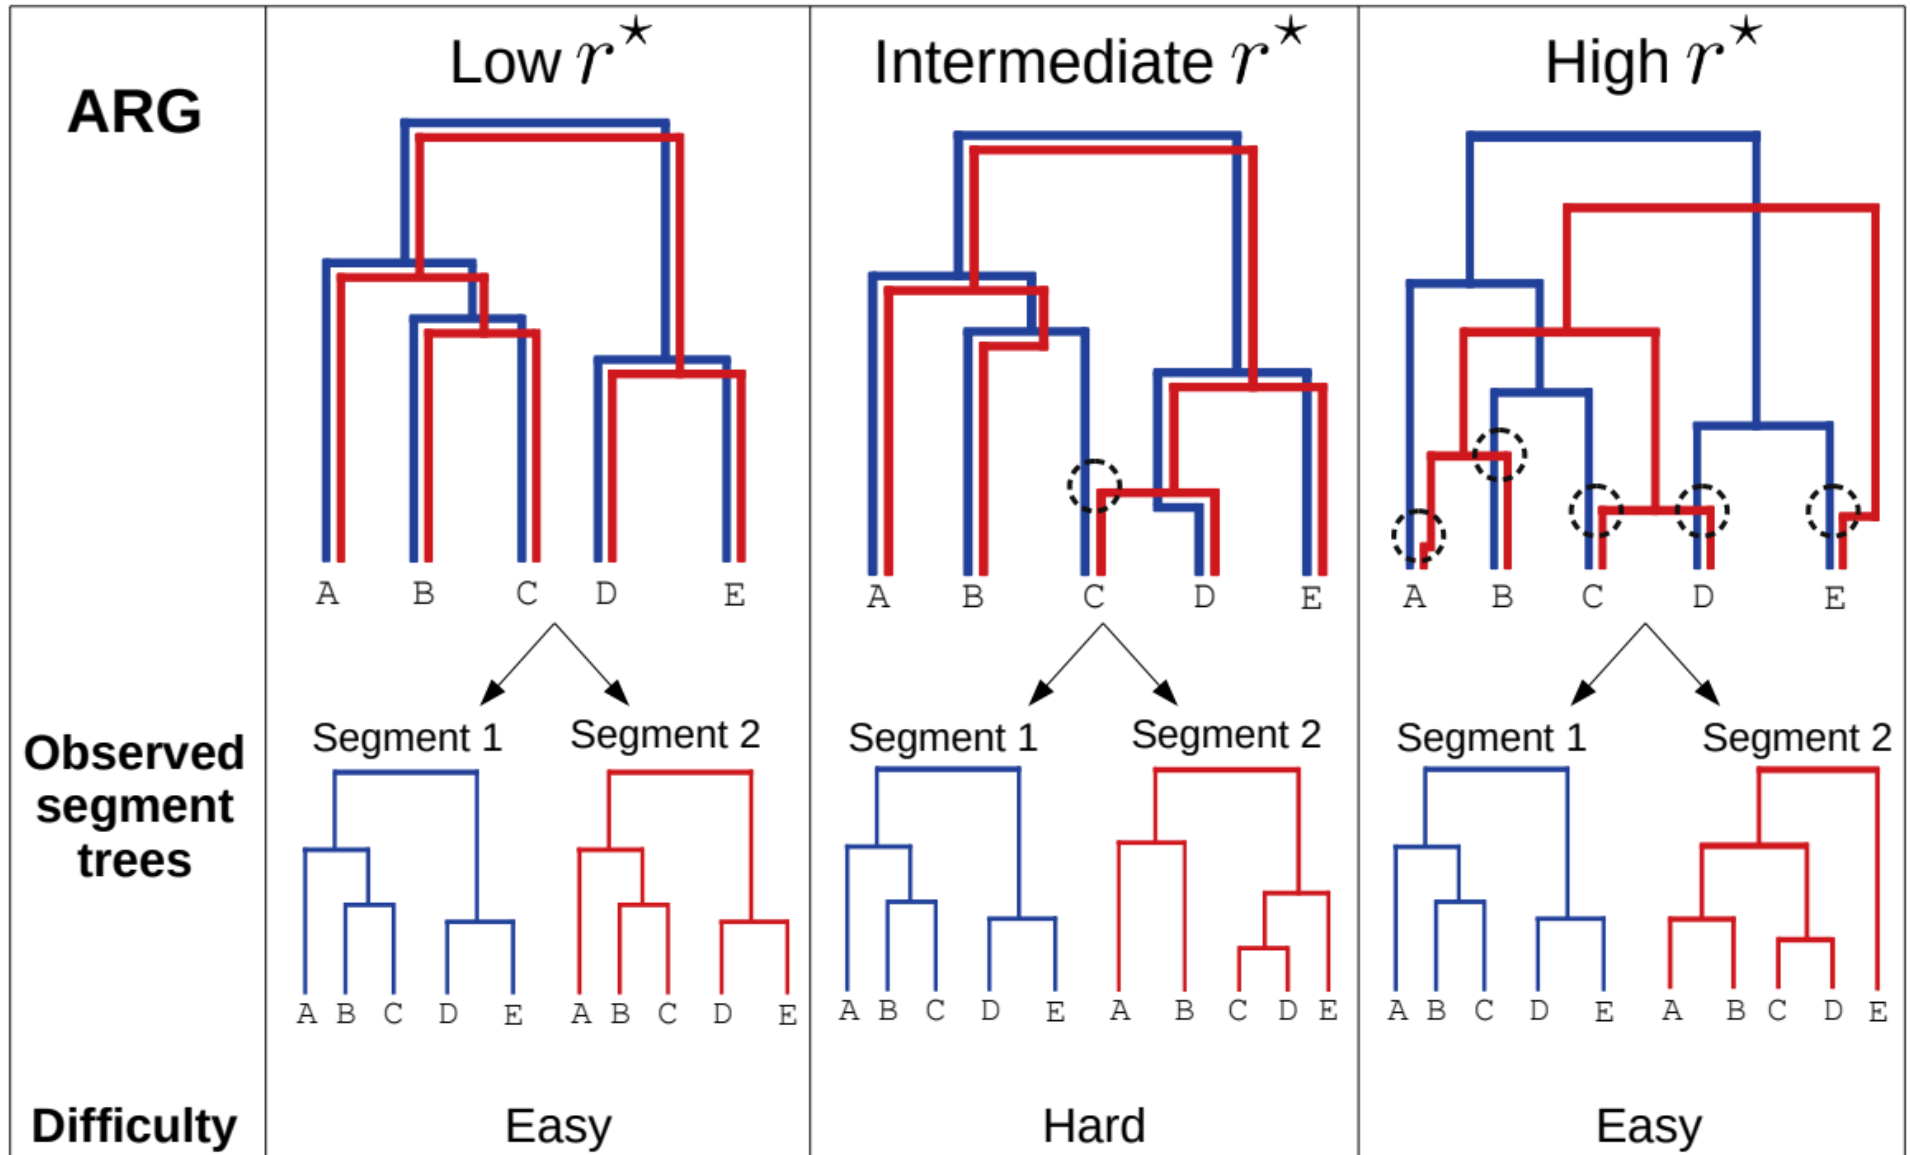 Low r★
Intermediate r★
High r★
ARG
A B C D E
A B C D E
A B C D E
Observed
segment
trees
Segment 1
Segment 2
Segment 1
Segment 2
Segment 1
Segment 2
A B C D E
A B C D E
A B C D E
A B C D E
A B C D E
A B C D E
Difficulty
Easy
Hard
Easy